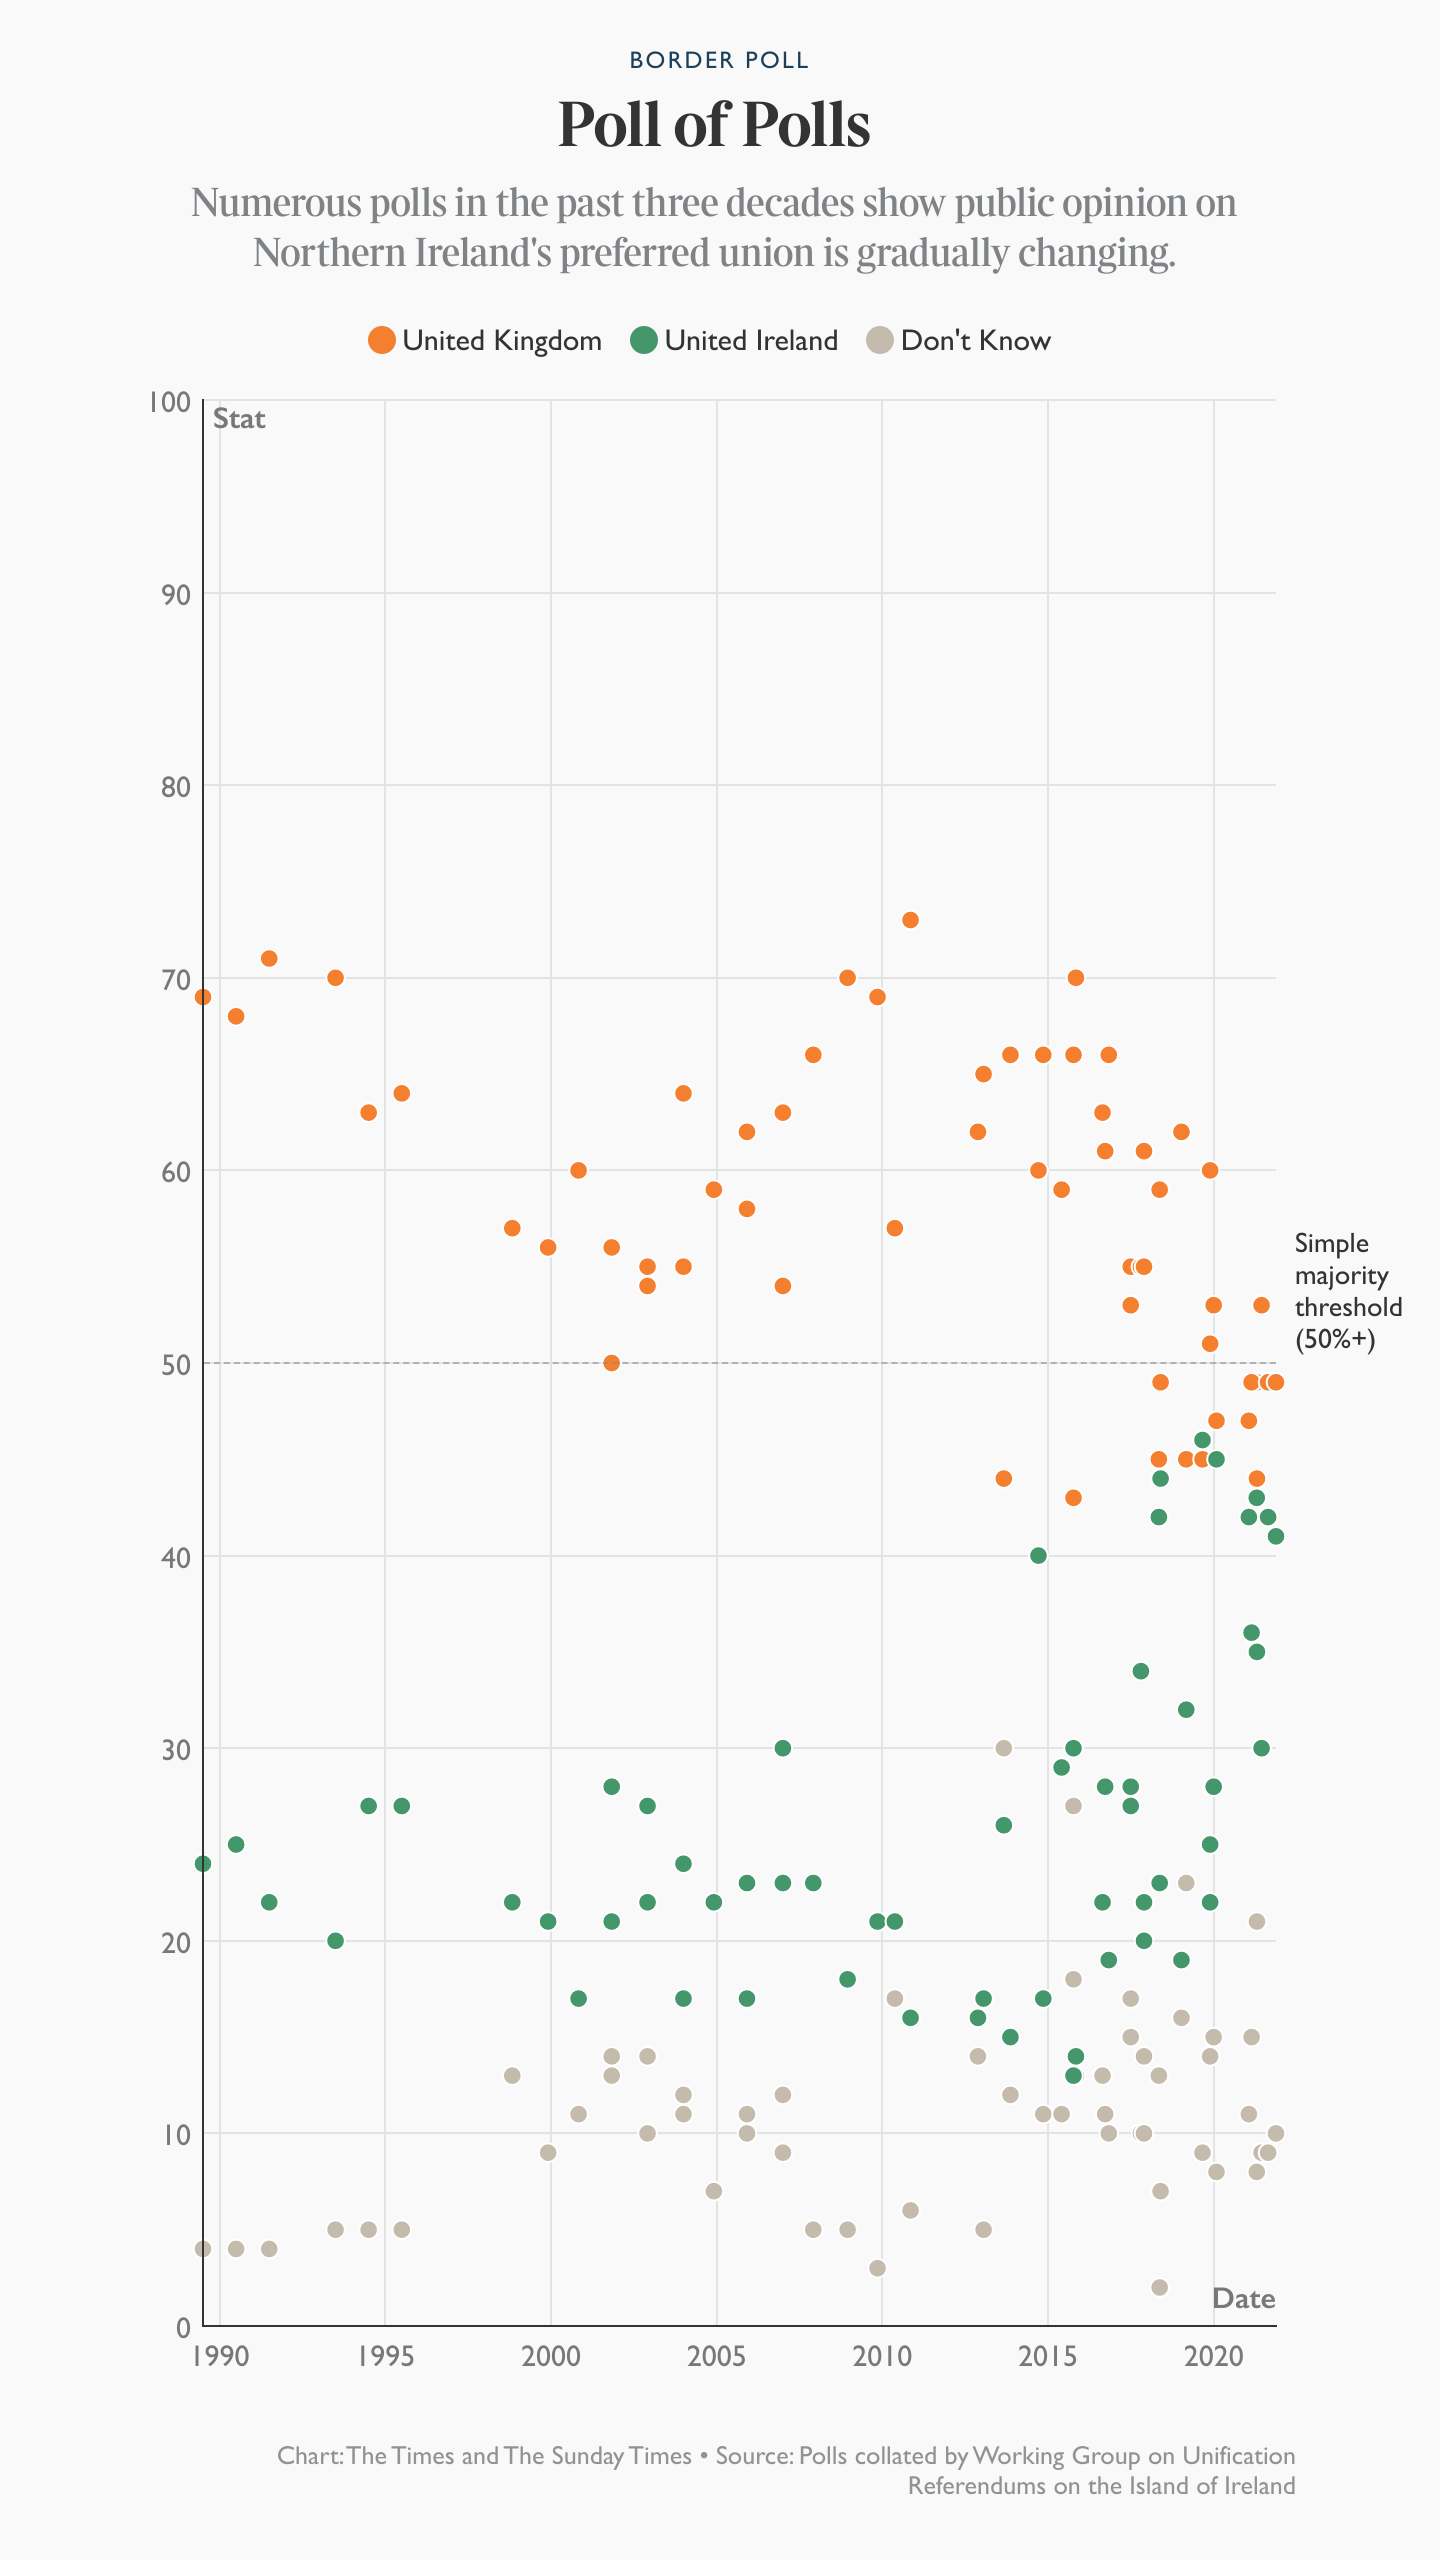 BORDER POLL
Poll of Polls
Numerous polls in the past three decades show public opinion on
Northern Ireland's preferred union is gradually changing.
United Kingdom United Ireland Don't Know
100
Stat
90
80
70
60
Simple
majority
threshold
(50%+)
50
40
30
20
10
Date
0
1990 1995 2000 2005 2010 2015 2020
Chart: The Times and The Sunday Times • Source: Polls collated by Working Group on Unification
Referendums on the Island of Ireland